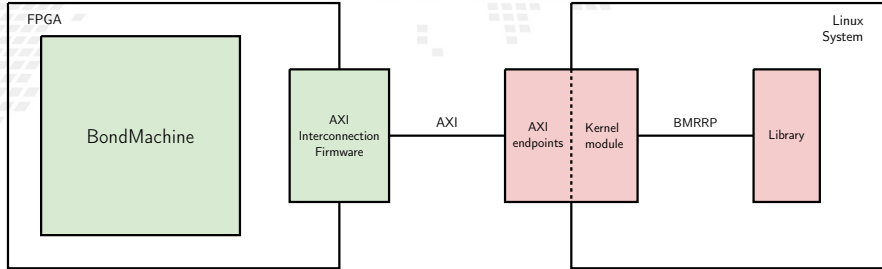 FPGA
Linux
System
BondMachine
AXI
Interconnection
Firmware
AXI
AXI
endpoints
Kernel
module
BMRRP
Library